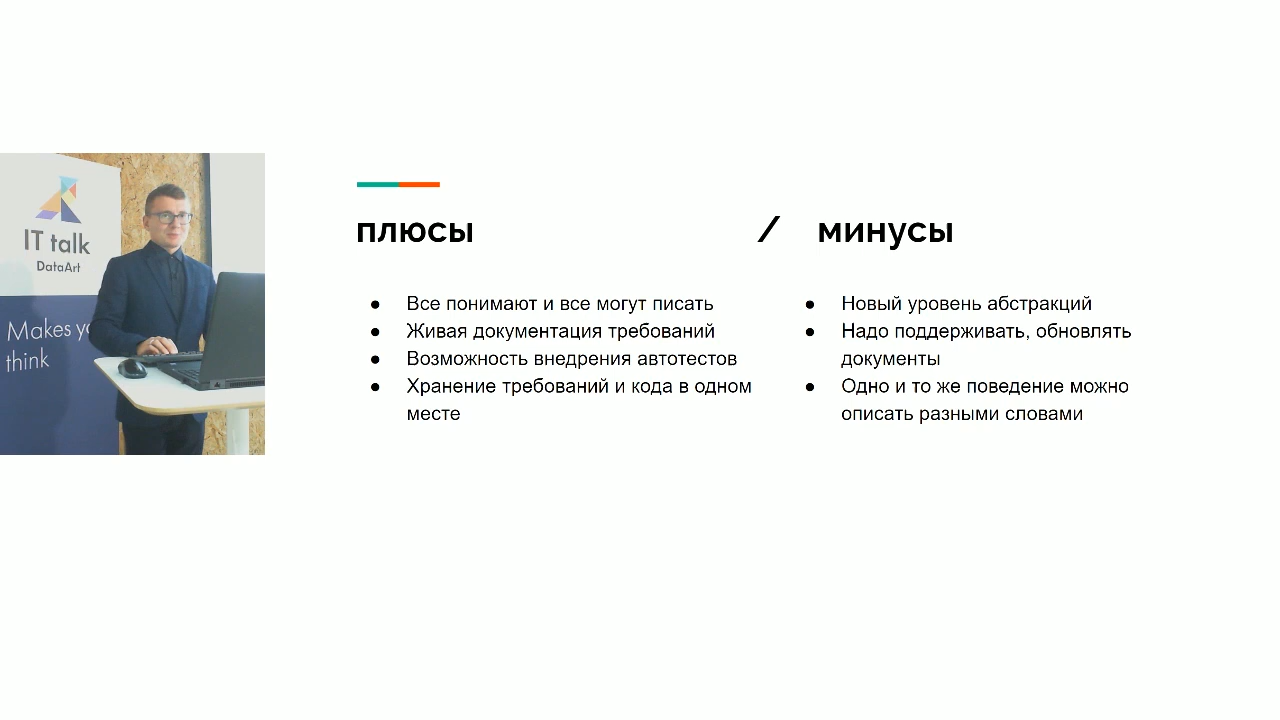 IT talk
DataArt
Makes
think
плюсы / минусы
● Все понимают и все могут писать
● Живая документация требований
● Возможность внедрения автотестов
● Хранение требований и кода в одном
месте
● Новый уровень абстракций
● Надо поддерживать, обновлять
документы
● Одно и то же поведение можно
описать разными словами